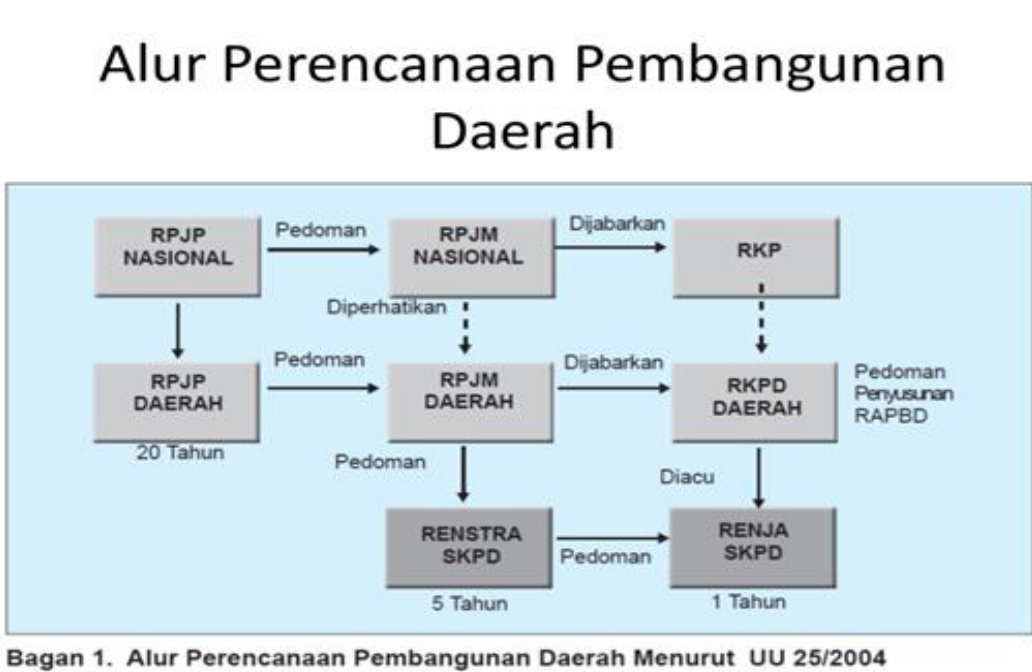 Alur Perencanaan Pembangunan
Daerah
RPJP
NASIONAL
Pedoman
RPJM
NASIONAL
Dijabarkan
RKP
Diperhatikan
RPJP
DAERAH
20 Tahun
Pedoman
RPJM
DAERAH
Dijabarkan
RKPD
DAERAH
Pedoman
Penyusunan
RAPBD
Pedoman
Diacu
RENSTRA
SKPD
5 Tahun
Pedoman
RENJA
SKPD
1 Tahun
Bagan 1. Alur Perencanaan Pembangunan Daerah Menurut UU 25/2004